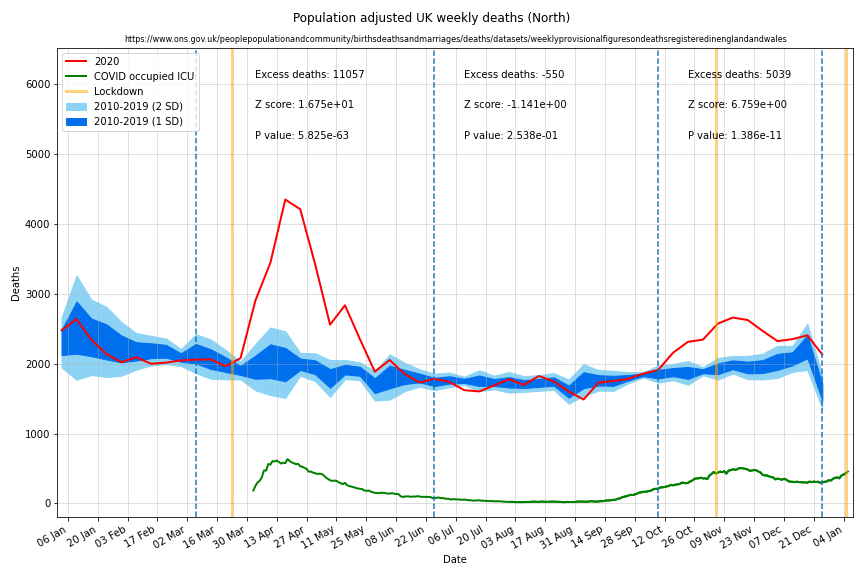 Population adjusted UK weekly deaths (North)
https://www.ons.gov.uk/peoplepopulationandcommunity/birthsdeathsandmarriages/deaths/datasets/weeklyprovisionalfiguresondeathsregisteredinenglandandwales
2020
COVID occupied ICU
Lockdown
2010-2019 (2 SD)
2010-2019 (1 SD)
Excess deaths: 11057
Z score: 1.675e+01
P value: 5.825e-63
Excess deaths: -550
Z score: -1.141e+00
P value: 2.538e-01
Excess deaths: 5039
Z score: 6.759e+00
P value: 1.386e-11
Deaths
6000
5000
4000
3000
2000
1000
0
06 Jan
20 Jan
03 Feb
17 Feb
02 Mar
16 Mar
30 Mar
13 Apr
27 Apr
11 May
25 May
08 Jun
22 Jun
06 Jul
20 Jul
03 Aug
17 Aug
31 Aug
14 Sep
28 Sep
12 Oct
26 Oct
09 Nov
23 Nov
07 Dec
21 Dec
04 Jan
Date